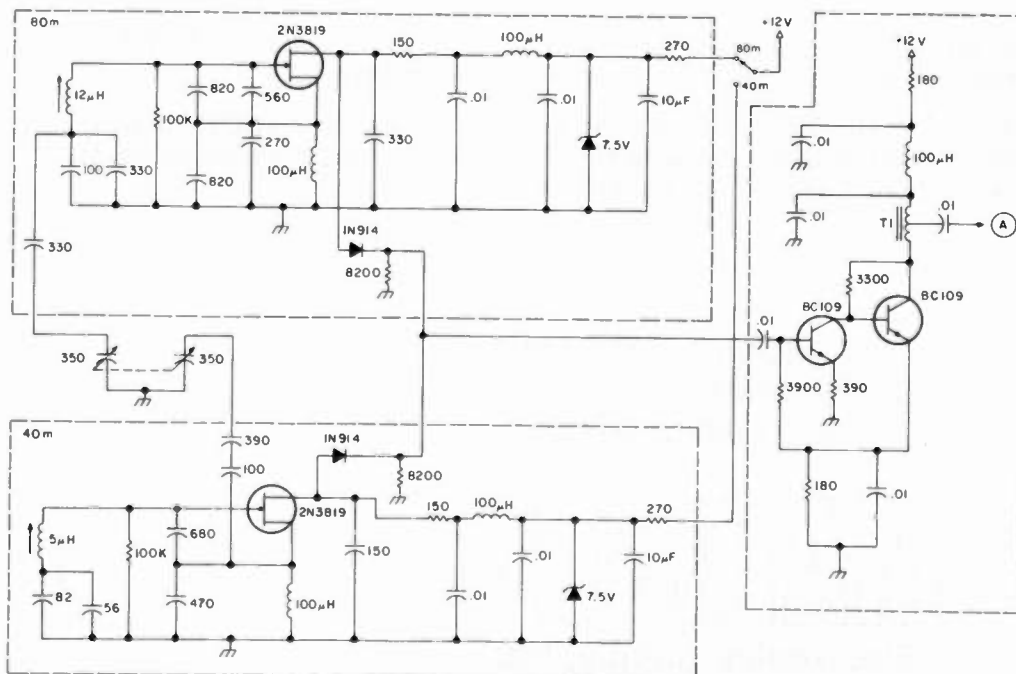 80m
2N3819
150
100µH
270
80m
+12V
40m
12µH
820
560
.01
.01
10µF
100K
270
330
7.5V
100
330
820
100µH
330
1N914
8200
350
350
+12V
180
.01
100µH
.01
T1
.01
A
3300
BC109
BC109
.01
3900
390
180
.01
40m
390
1N914
100
8200
2N3819
150
100µH
270
5µH
680
100K
150
.01
10µF
82
56
470
100µH
.01
7.5V